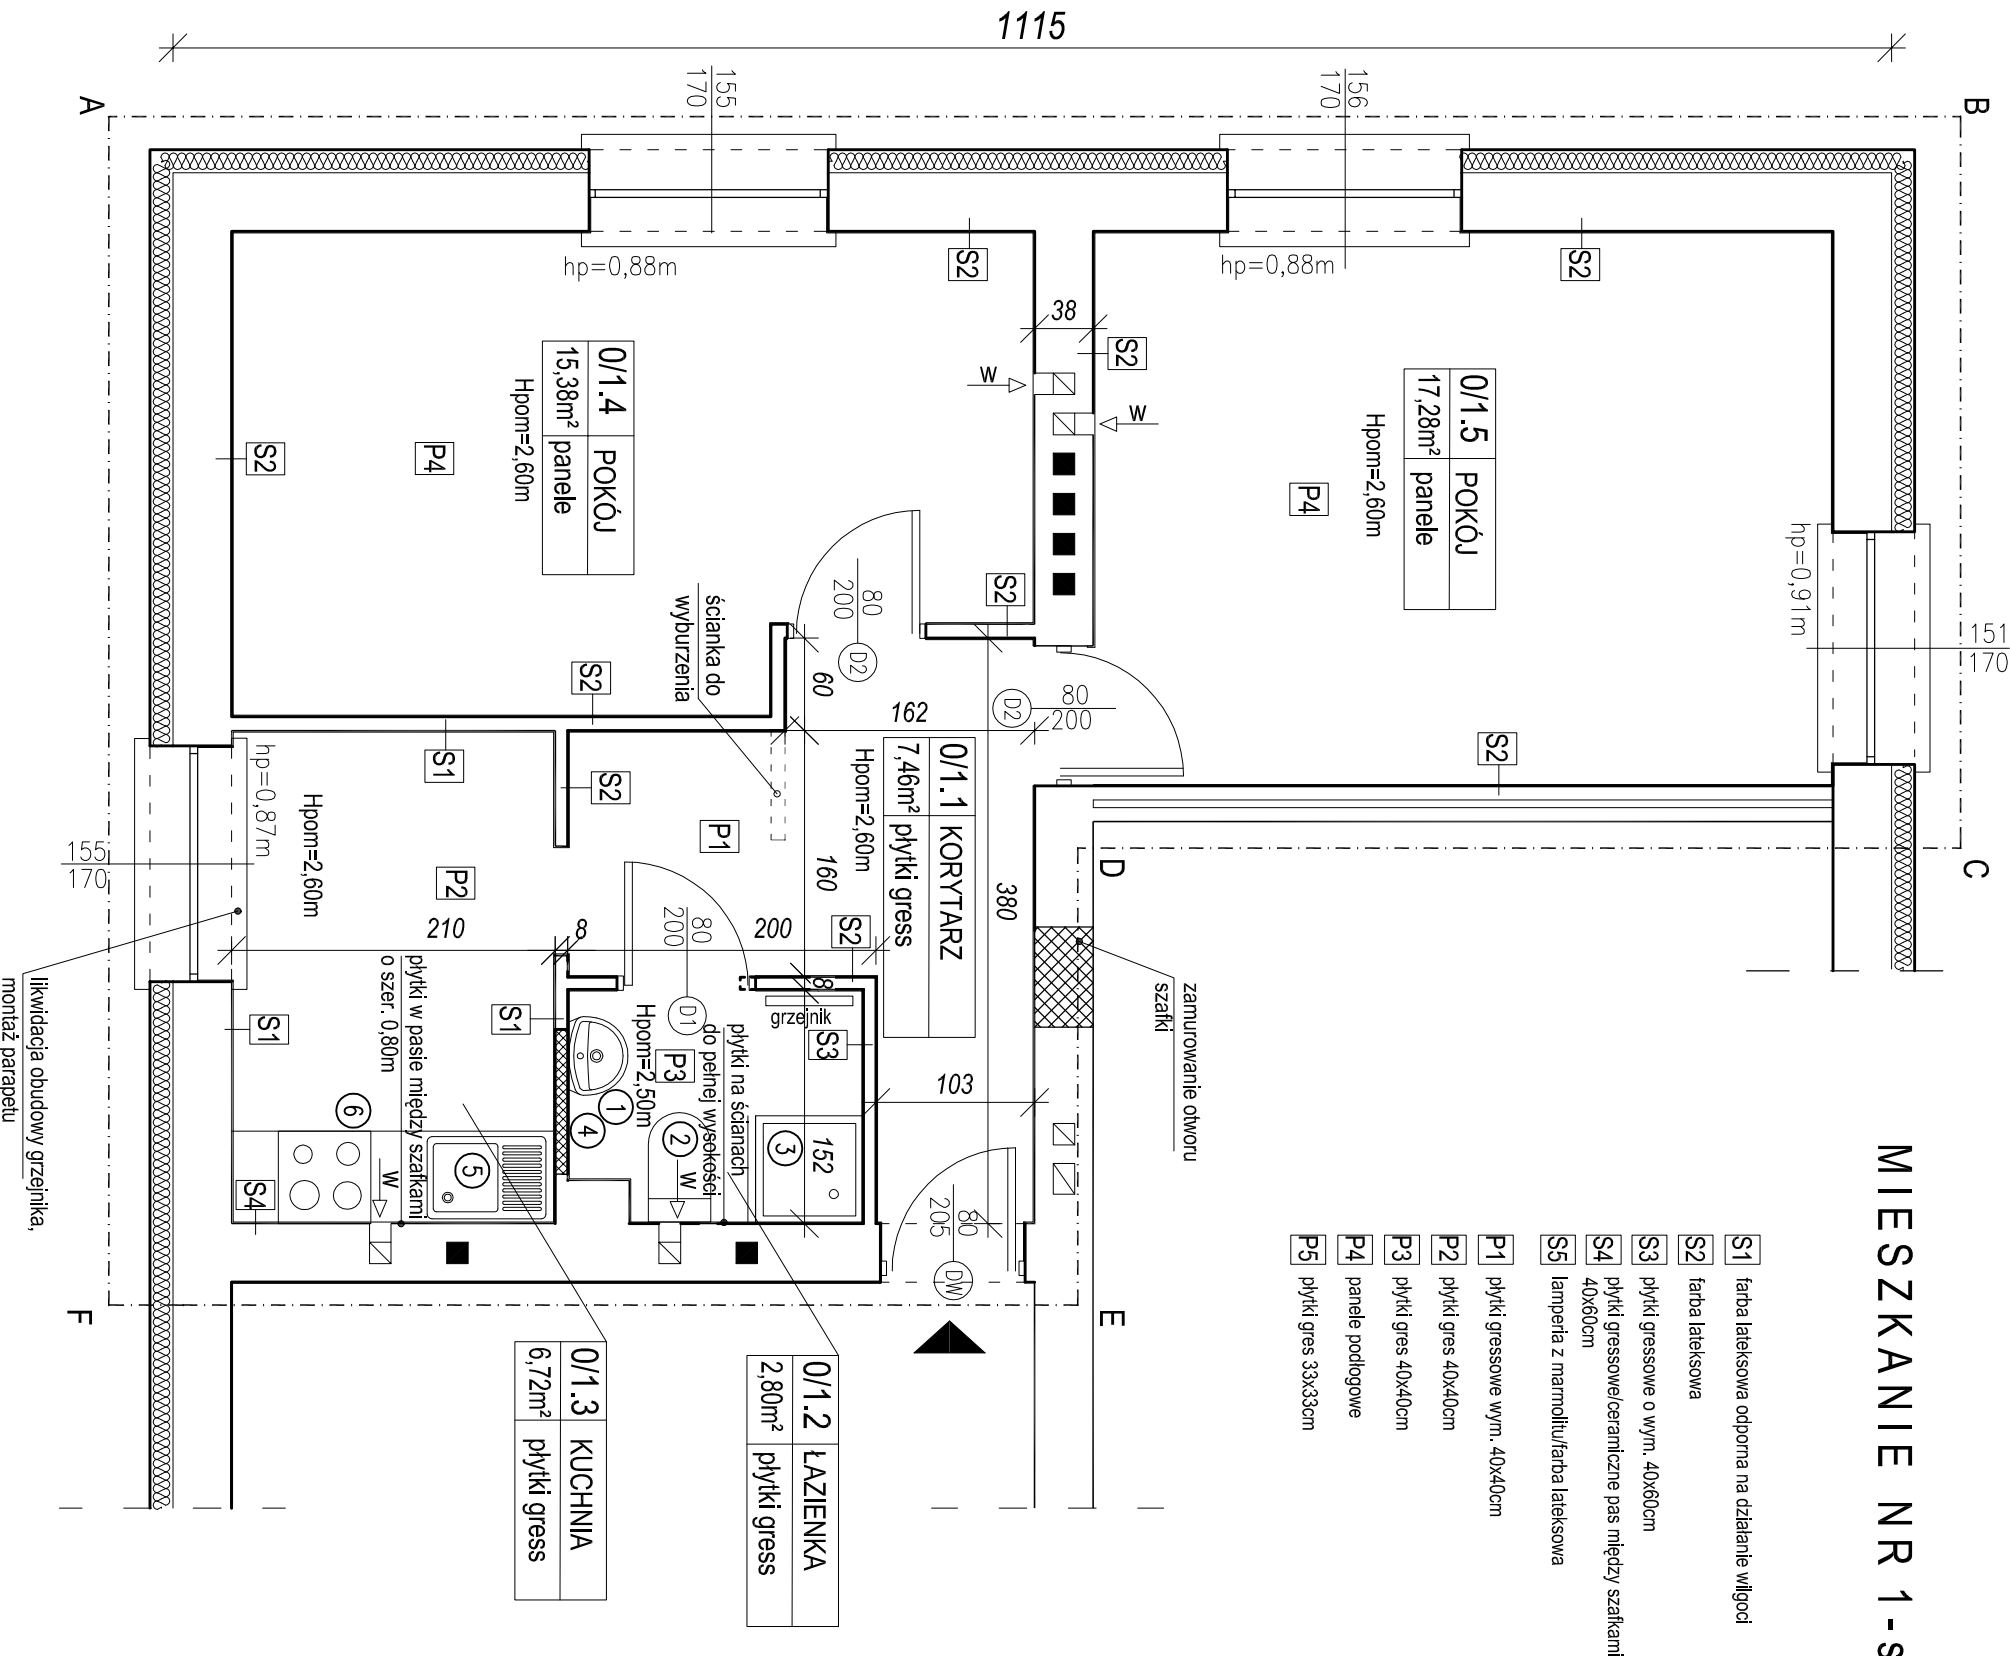 1115
A
B
C
D
E
F
155
170
156
170
151
170
155
170
hp=0,88m
hp=0,88m
hp=0,91m
hp=0,87m
S2
S2
38
S2
W
W
0/1.4 POKÓJ
15,38m² panele
Hpom=2,60m
0/1.5 POKÓJ
17,28m² panele
Hpom=2,60m
P4
P4
S2
S2
S2
S2
80
200
D2
80
200
D2
ścianka do
wyburzenia
60
162
S1
S2
P1
160
0/1.1 KORYTARZ
7,46m² płytki gress
Hpom=2,60m
380
Hpom=2,60m
P2
210
8
200
S2
80
200
D1
8
grzejnik
S3
zamurowanie otworu
szafki
likwidacja obudowy grzejnika,
montaż parapetu
płytki w pasie między szafkami
o szer. 0,80m
S1
S1
Hpom=2,50m
P3
płytki na ścianach
do pełnej wysokości
103
1
2
3
4
5
6
152
W
W
S4
80
205
DW
0/1.3 KUCHNIA
6,72m² płytki gress
0/1.2 ŁAZIENKA
2,80m² płytki gress
MIESZKANIE NR 1-s
S1 farba lateksowa odporna na działanie wilgoci
S2 farba lateksowa
S3 płytki gressowe o wym. 40x60cm
S4 płytki gressowe/ceramiczne pas między szafkami
40x60cm
S5 lamperia z marmolitu/farba lateksowa
P1 płytki gressowe wym. 40x40cm
P2 płytki gres 40x40cm
P3 płytki gres 40x40cm
P4 panele podłogowe
P5 płytki gres 33x33cm